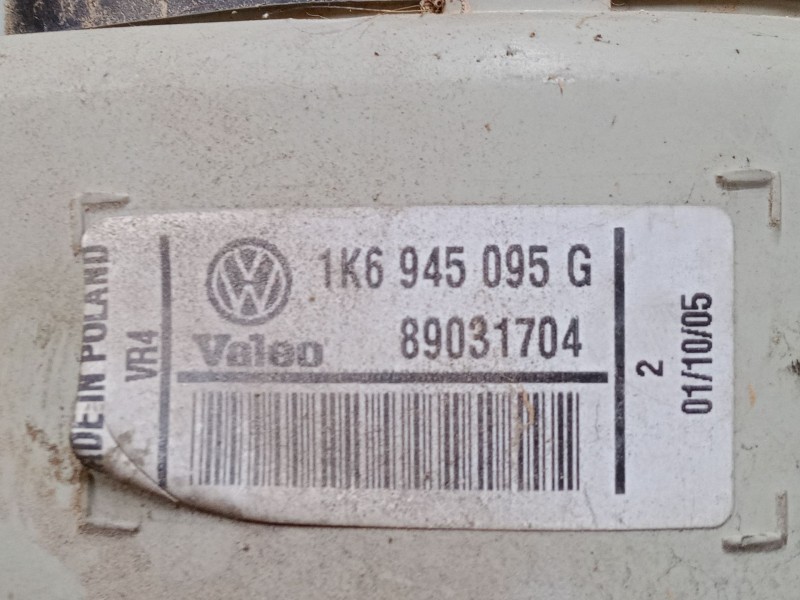 1K6 945 095 G
Valeo 89031704
DE IN POLAND
VR4
2
01/10/05